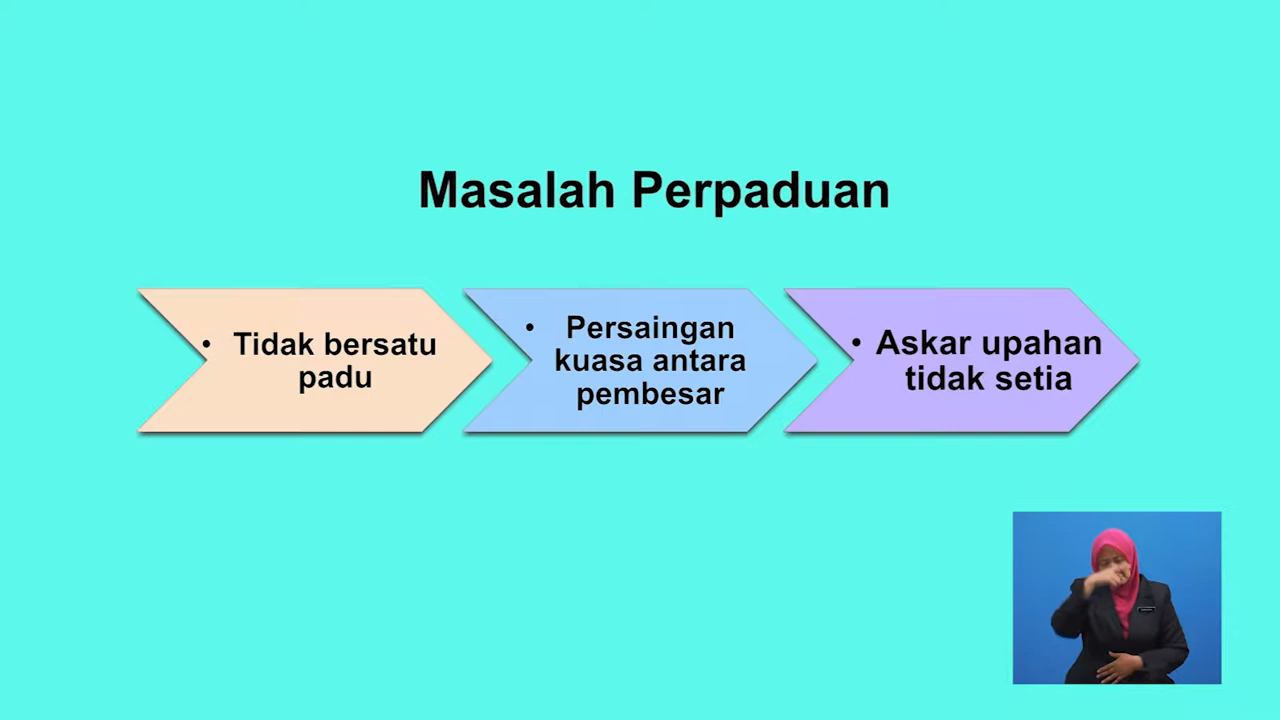 Masalah Perpaduan
• Tidak bersatu
padu
• Persaingan
kuasa antara
pembesar
• Askar upahan
tidak setia